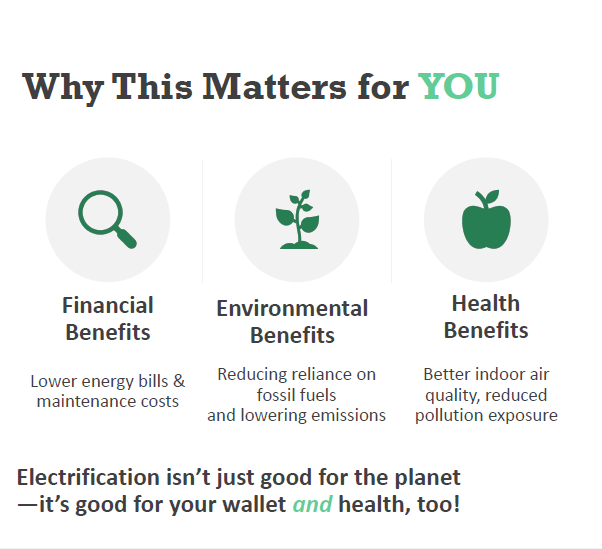 Why This Matters for YOU
Financial
Benefits
Lower energy bills &
maintenance costs
Environmental
Benefits
Reducing reliance on
fossil fuels
and lowering emissions
Health
Benefits
Better indoor air
quality, reduced
pollution exposure
Electrification isn’t just good for the planet
—it’s good for your wallet and health, too!